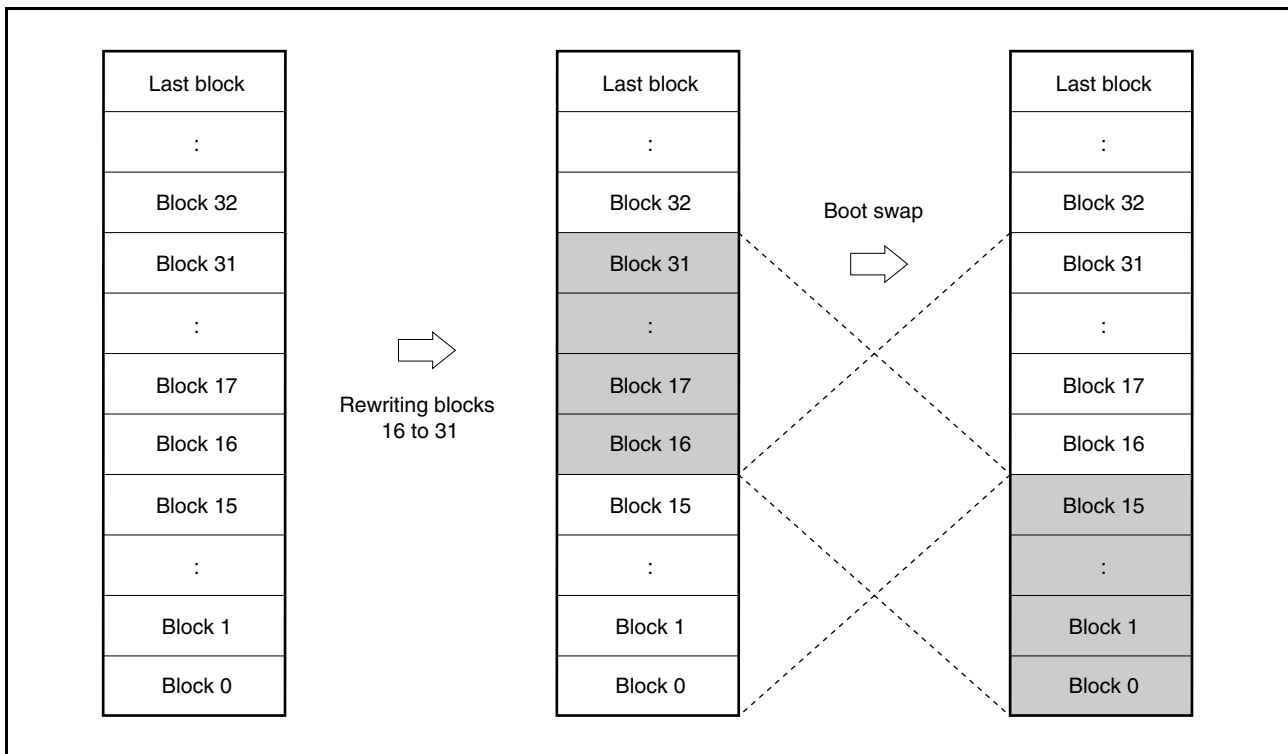 Last block
:
Block 32
Block 31
:
Block 17
Block 16
Block 15
:
Block 1
Block 0
Rewriting blocks
16 to 31
Last block
:
Block 32
Block 31
:
Block 17
Block 16
Block 15
:
Block 1
Block 0
Boot swap
Last block
:
Block 32
Block 31
:
Block 17
Block 16
Block 15
:
Block 1
Block 0